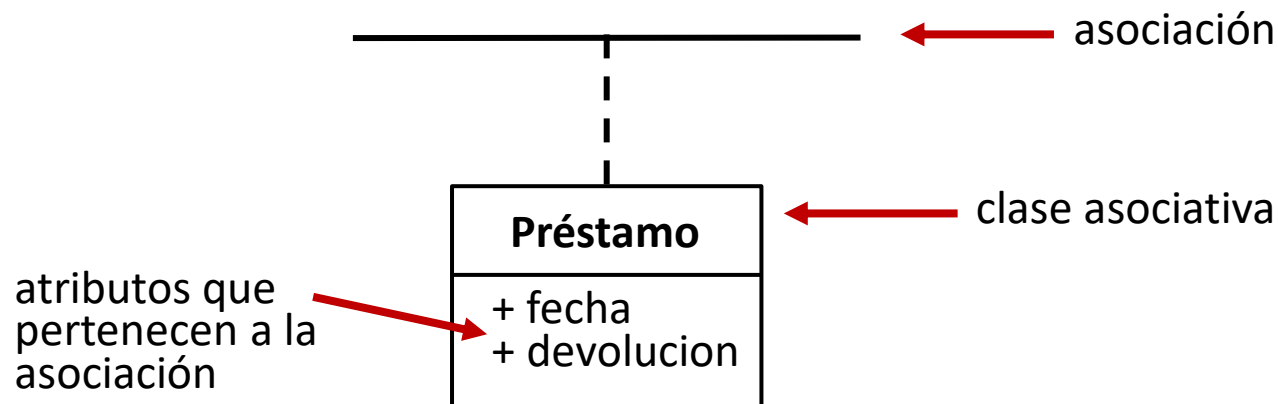 asociación
clase asociativa
Préstamo
atributos que
pertenecen a la
asociación
+ fecha
+ devolucion